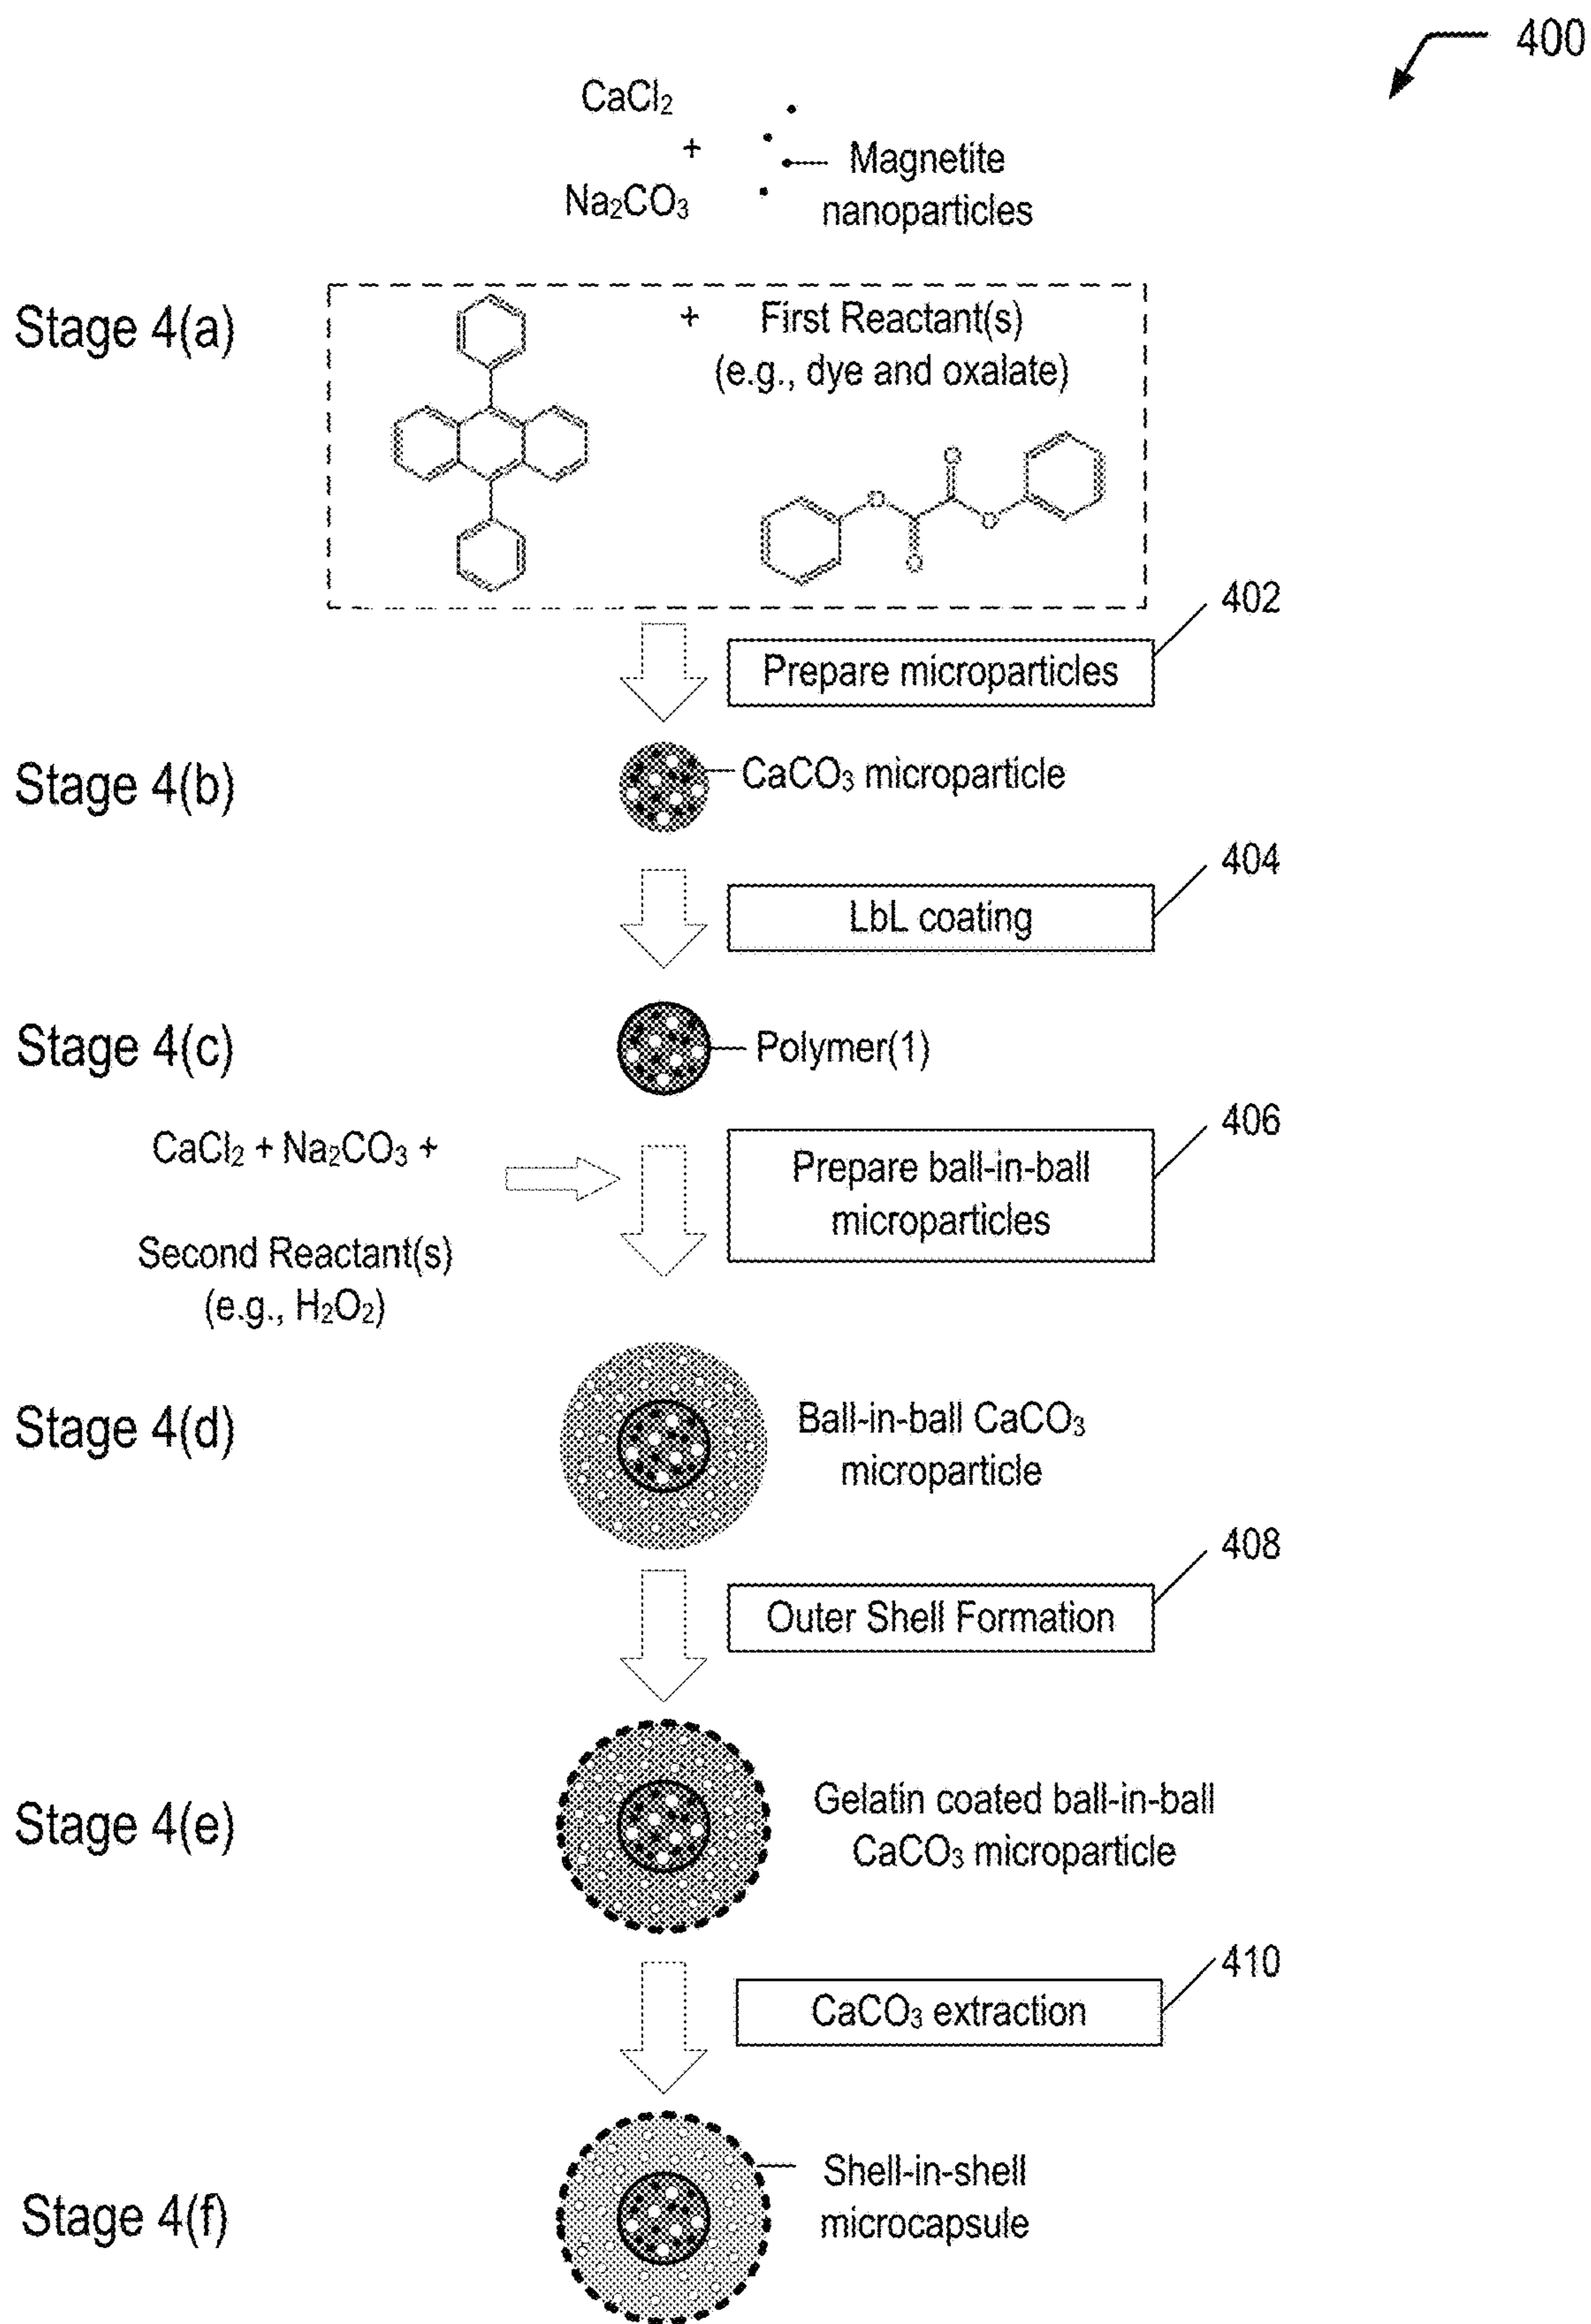 400
CaCl2
+
Na2CO3
Magnetite
nanoparticles
Stage 4(a)
+ First Reactant(s)
(e.g., dye and oxalate)
O
O
O
O
402
Prepare microparticles
Stage 4(b)
CaCO3 microparticle
404
LbL coating
Stage 4(c)
Polymer(1)
406
CaCl2 + Na2CO3 +
Prepare ball-in-ball
microparticles
Second Reactant(s)
(e.g., H2O2)
Stage 4(d)
Ball-in-ball CaCO3
microparticle
408
Outer Shell Formation
Stage 4(e)
Gelatin coated ball-in-ball
CaCO3 microparticle
410
CaCO3 extraction
Stage 4(f)
Shell-in-shell
microcapsule